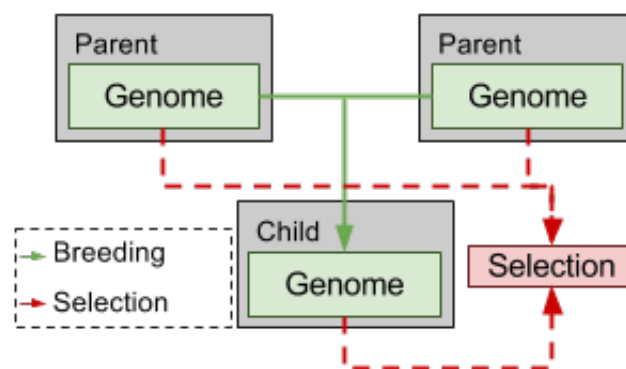 Parent
Genome
Parent
Genome
Child
Genome
Selection
Breeding
Selection